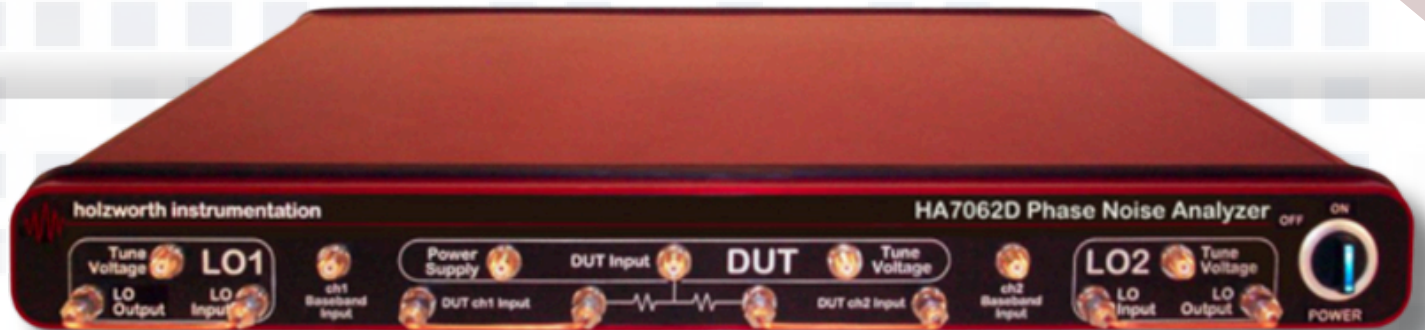 holzworth instrumentation
HA7062D Phase Noise Analyzer
OFF
ON
Tune
Voltage
LO1
LO
Output
LO
Input
ch1
Baseband
Input
Power
Supply
DUT Input
DUT
Tune
Voltage
DUT ch1 Input
DUT ch2 Input
ch2
Baseband
Input
LO2
Tune
Voltage
LO
Input
LO
Output
POWER